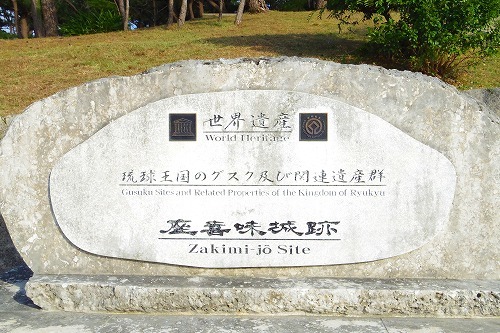 世界遺産
World Heritage
琉球王国のグスク及び関連遺産群
Gusuku Sites and Related Properties of the Kingdom of Ryukyu
座喜味城跡
Zakimi-jō Site